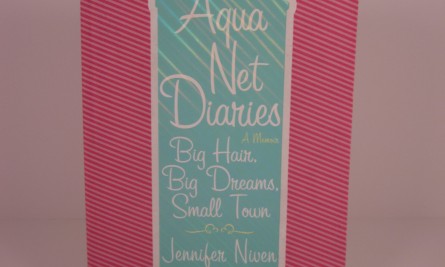 Aqua
Net
Diaries
A Memoir
Big Hair,
Big Dreams,
Small Town
Jennifer Niven